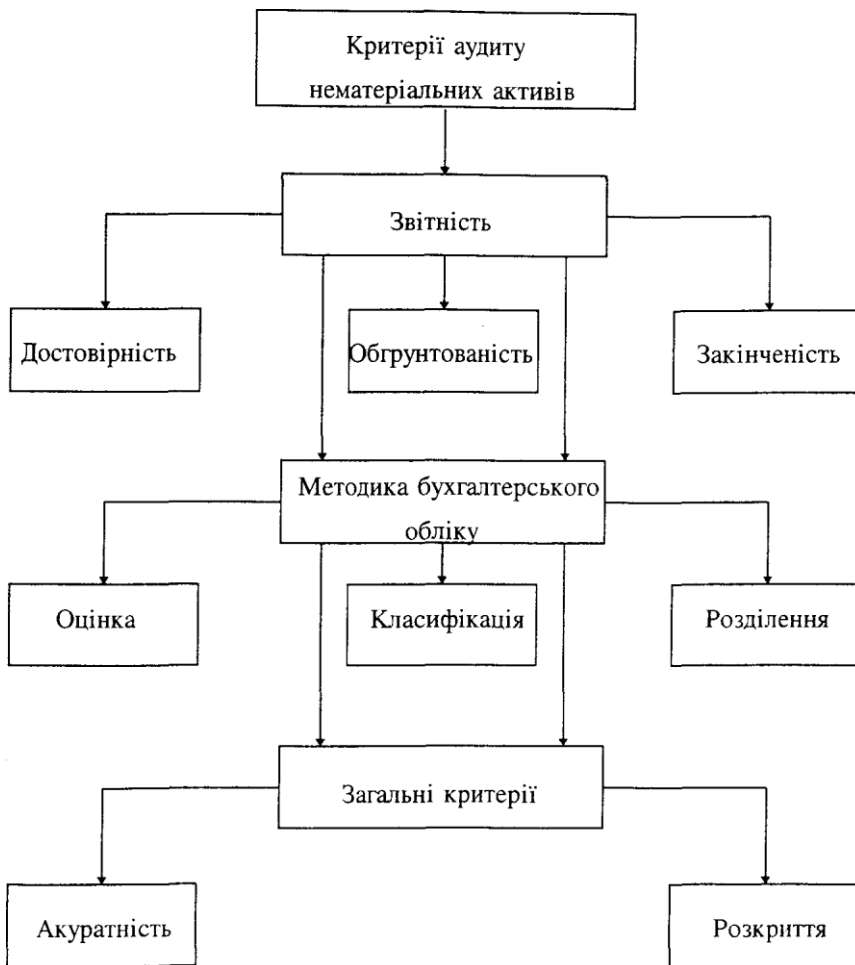 Критерії аудиту
нематеріальних активів
Звітність
Достовірність
Обгрунтованість
Закінченість
Методика бухгалтерського
обліку
Оцінка
Класифікація
Розділення
Загальні критерії
Акуратність
Розкриття